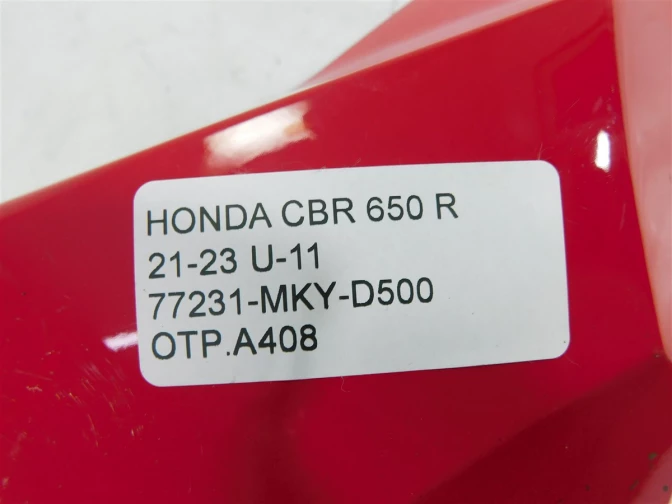 HONDA CBR 650 R
21-23 U-11
77231-MKY-D500
OTP.A408